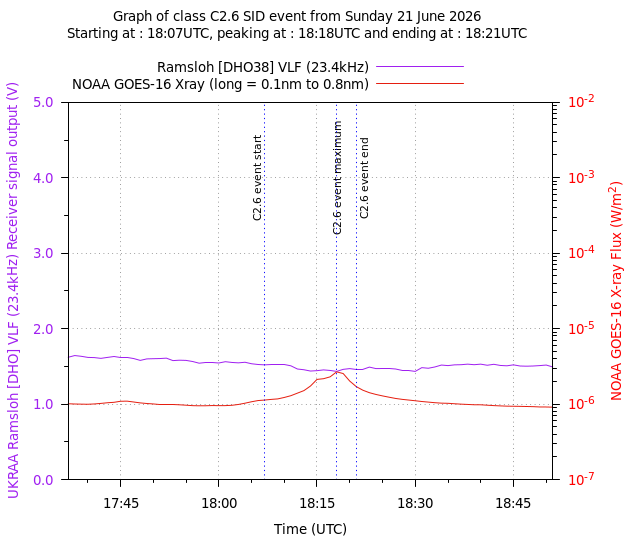 Graph of class C2.6 SID event from Sunday 21 June 2026
Starting at : 18:07UTC, peaking at : 18:18UTC and ending at : 18:21UTC
Ramsloh [DHO38] VLF (23.4kHz)
NOAA GOES-16 Xray (long = 0.1nm to 0.8nm)
UKRAA Ramsloh [DHO] VLF (23.4kHz) Receiver signal output (V)
5.0
4.0
3.0
2.0
1.0
0.0
C2.6 event start
C2.6 event maximum
C2.6 event end
10-2
10-3
10-4
10-5
10-6
10-7
NOAA GOES-16 X-ray Flux (W/m2)
17:45
18:00
18:15
18:30
18:45
Time (UTC)